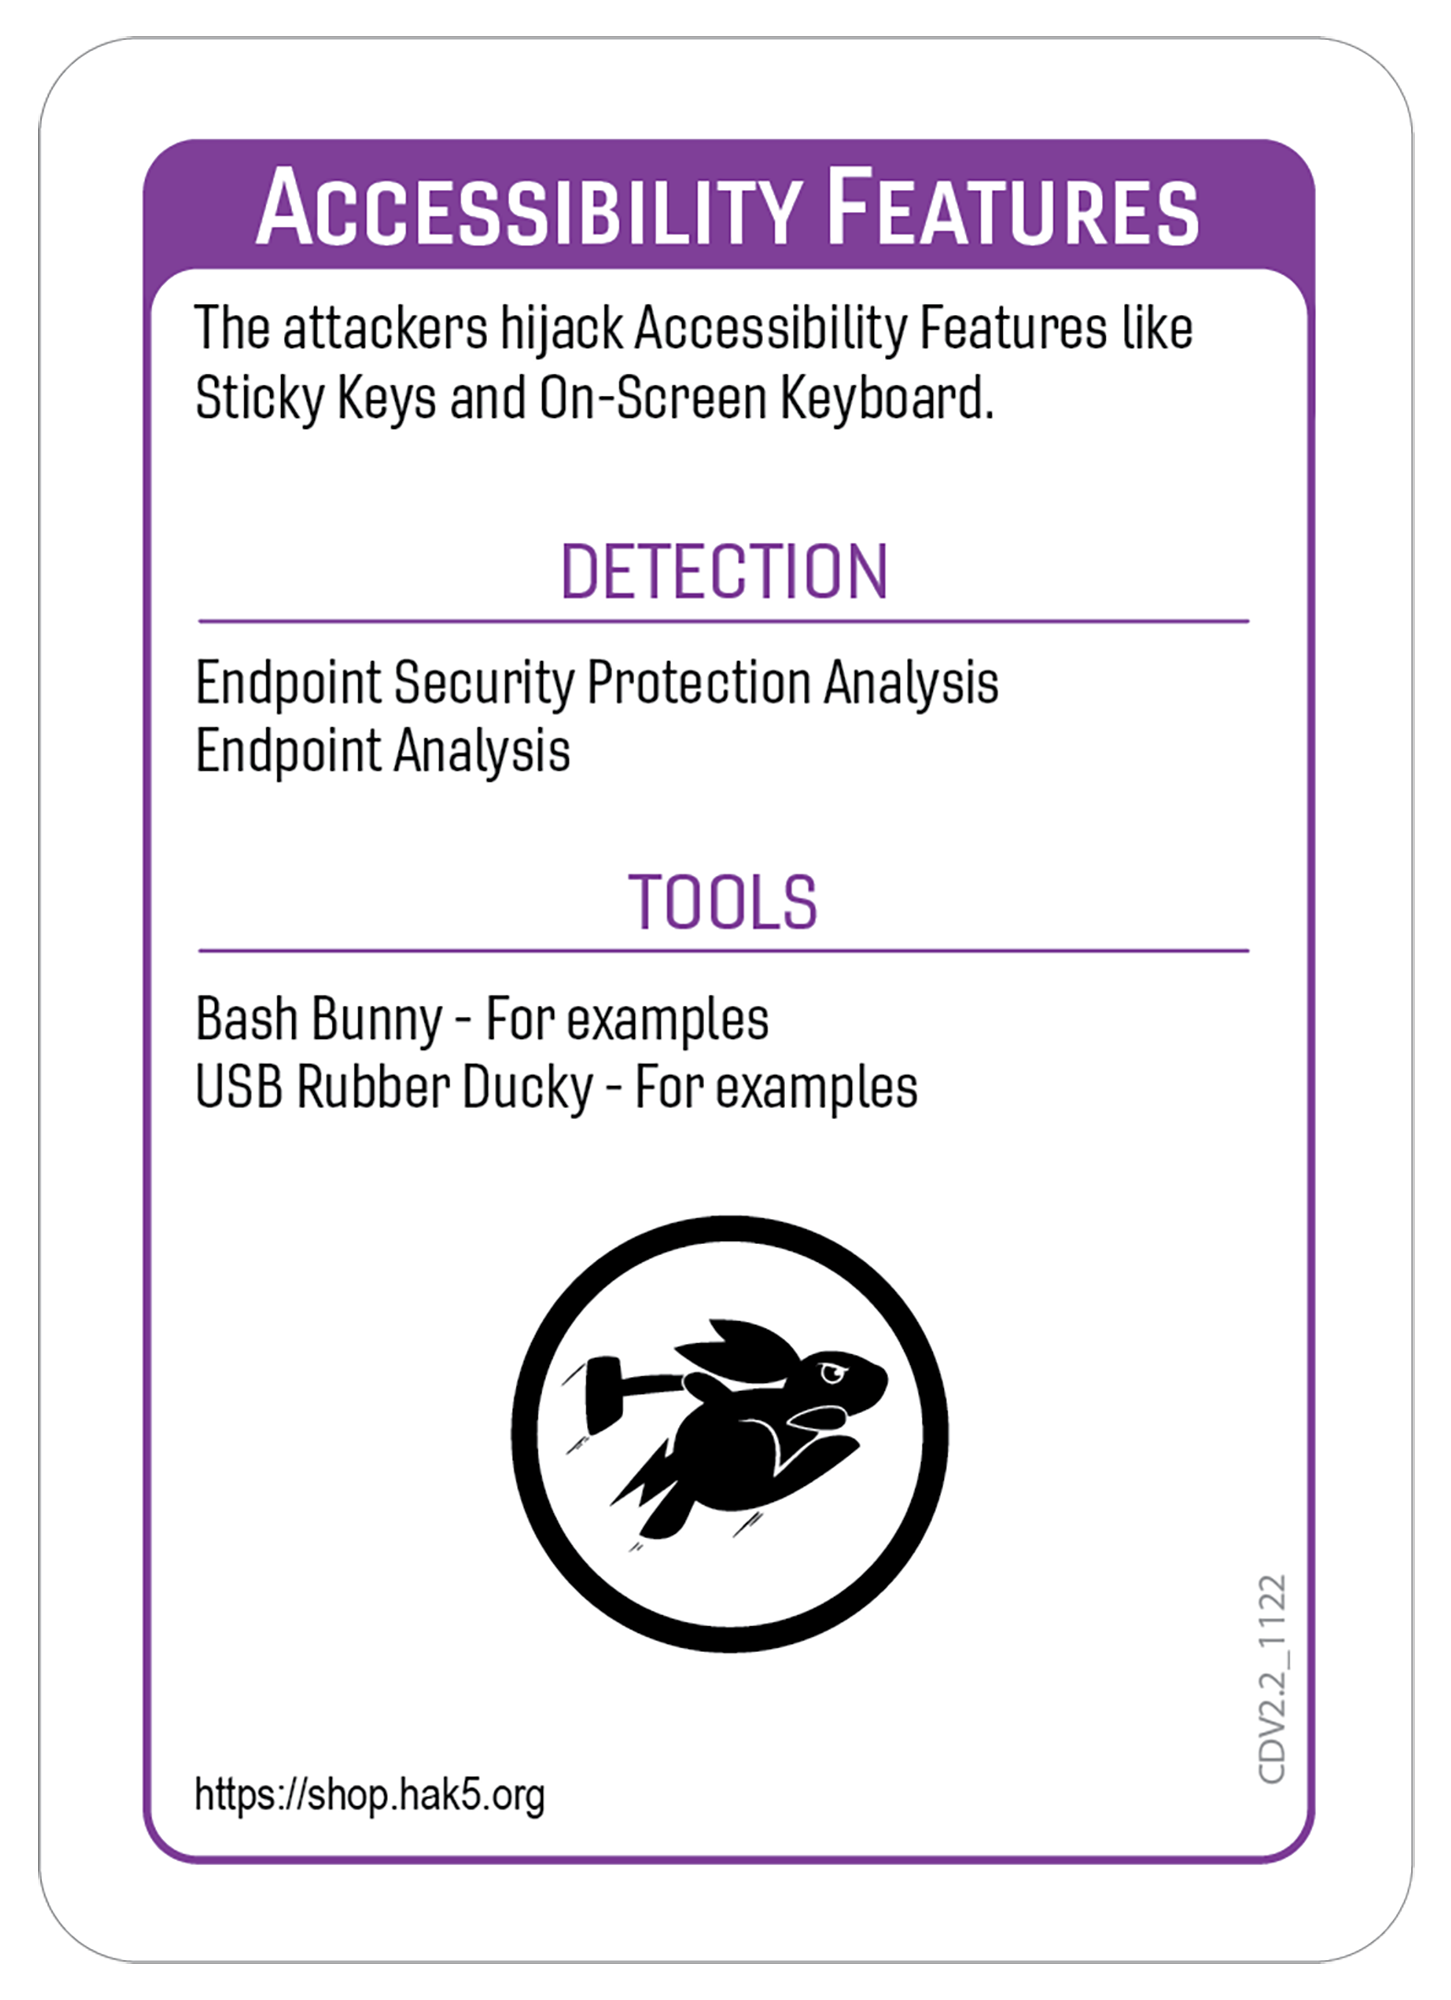 ACCESSIBILITY FEATURES
The attackers hijack Accessibility Features like
Sticky Keys and On-Screen Keyboard.
DETECTION
Endpoint Security Protection Analysis
Endpoint Analysis
TOOLS
Bash Bunny - For examples
USB Rubber Ducky - For examples
CDV2.2_1122
https://shop.hak5.org